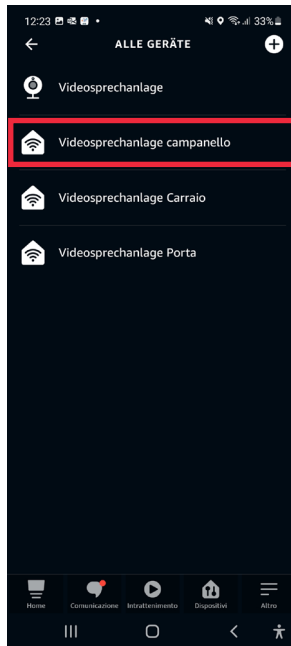 12:23 33%
ALLE GERÄTE
Videosprechanlage
Videosprechanlage campanello
Videosprechanlage Carraio
Videosprechanlage Porta
Home Comunicazione Intrattenimento Dispositivi Altro